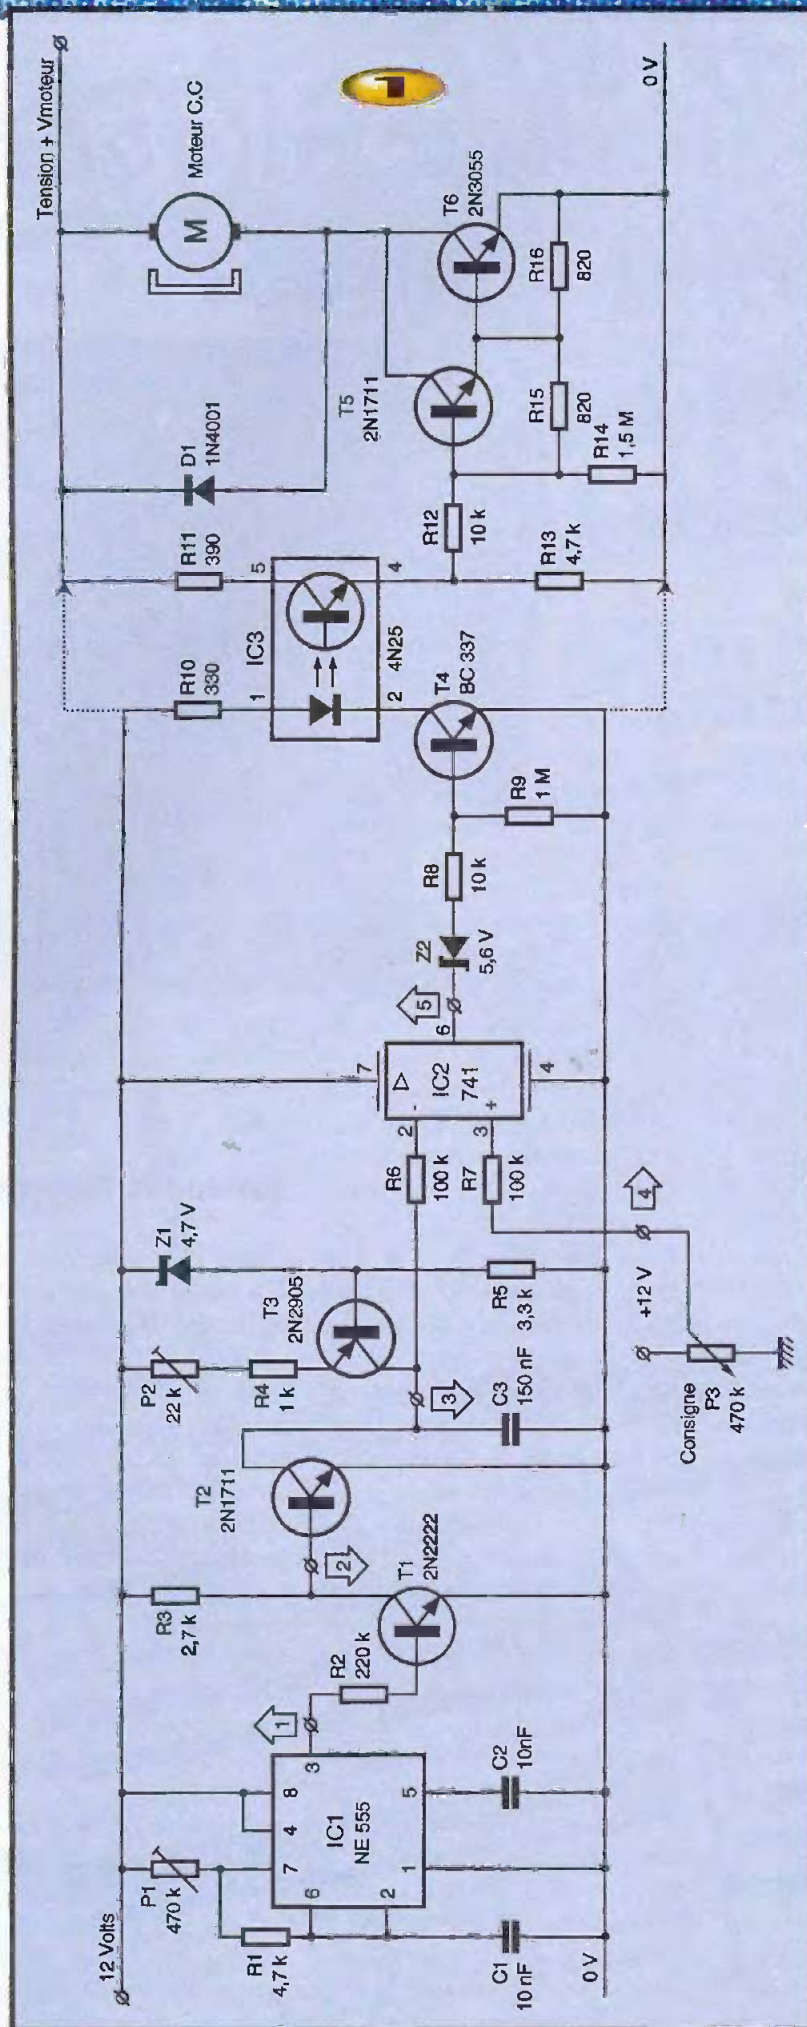 1
12 Volts
P1
470 k
R1
4,7 k
C1
10 nF
0 V
IC1
NE 555
7
4
8
6
2
3
1
5
C2
10nF
1
R2
220 k
R3
2,7 k
T1
2N2222
2
T2
2N1711
P2
22 k
R4
1 k
T3
2N2905
3
C3
150 nF
Z1
4,7 V
R5
3,3 k
R6
100 k
R7
100 k
Consigne
P3
470 k
+12 V
4
2
3
7
4
6
-
+
IC2
741
5
Z2
5,6 V
R8
10 k
R9
1 M
T4
BC 337
R10
330
R11
390
IC3
4N25
1
2
5
4
R12
10 k
R13
4,7 k
D1
1N4001
T5
2N1711
R14
1,5 M
R15
820
R16
820
T6
2N3055
M
Moteur C.C
Tension + Vmoteur
0 V